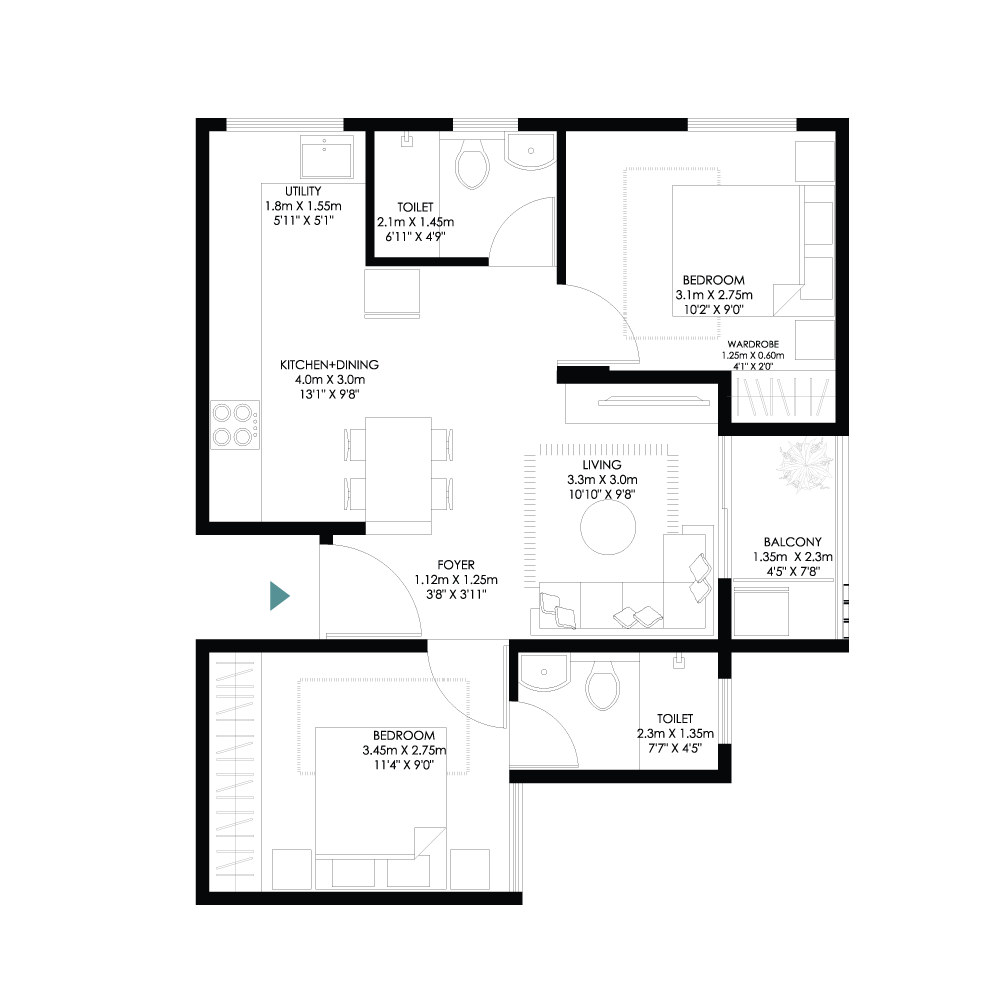 UTILITY
1.8m X 1.55m
5'11" X 5'1"
TOILET
2.1m X 1.45m
6'11" X 4'9"
BEDROOM
3.1m X 2.75m
10'2" X 9'0"
WARDROBE
1.25m X 0.60m
4'1" X 2'0"
KITCHEN+DINING
4.0m X 3.0m
13'1" X 9'8"
LIVING
3.3m X 3.0m
10'10" X 9'8"
BALCONY
1.35m X 2.3m
4'5" X 7'8"
FOYER
1.12m X 1.25m
3'8" X 3'11"
BEDROOM
3.45m X 2.75m
11'4" X 9'0"
TOILET
2.3m X 1.35m
7'7" X 4'5"